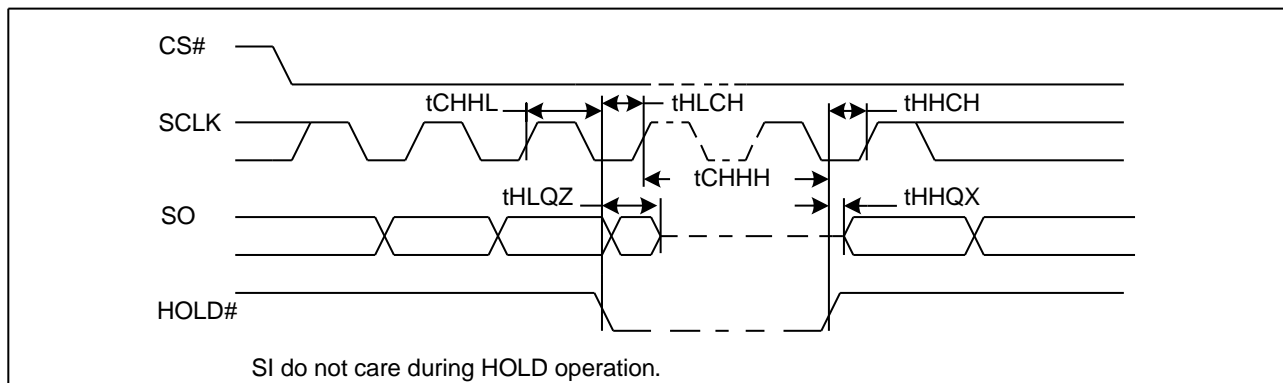 CS#
tCHHL
tHLCH
tHHCH
SCLK
tCHHH
tHLQZ
tHHQX
SO
HOLD#
SI do not care during HOLD operation.